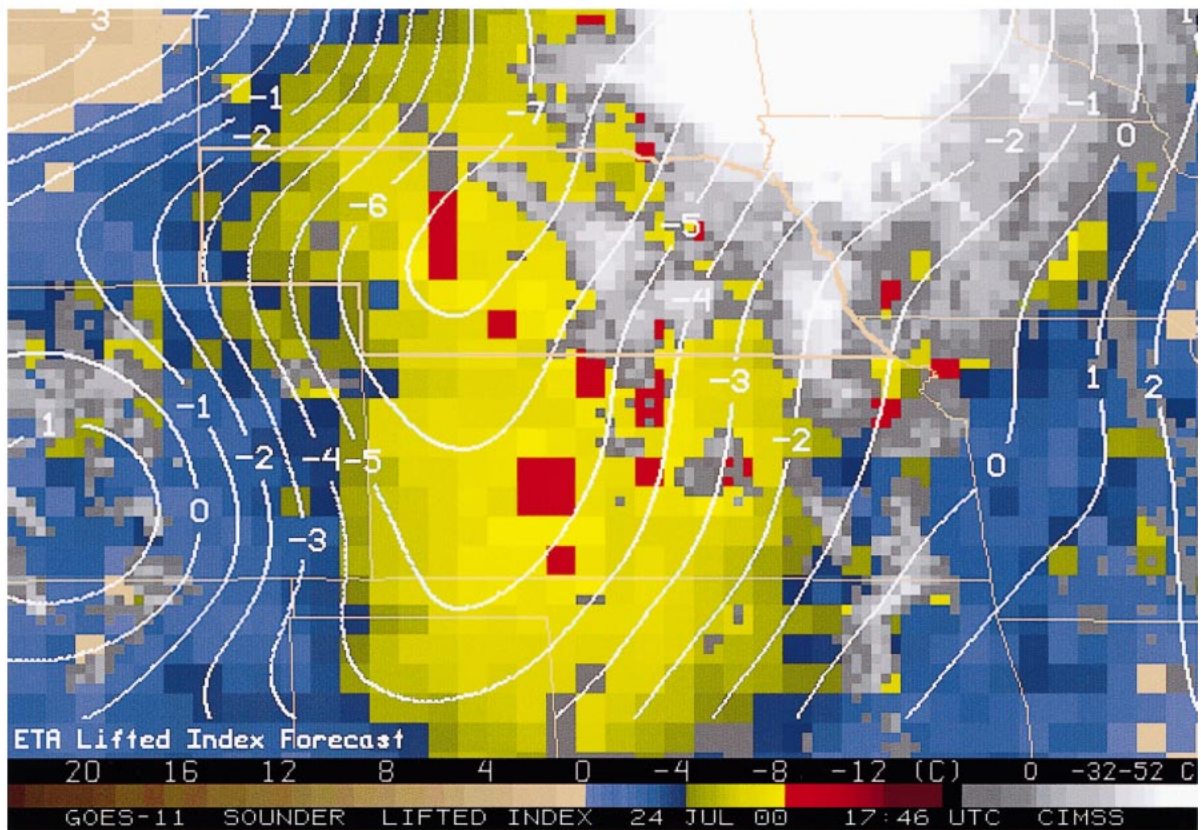 3 1
-7 -1
-1 -2 0
-2
-6
-5
-4
-3 1 2
-1
1 -2
-2 -4 -5 0
0
-3
ETA Lifted Index Forecast
20 16 12 8 4 0 -4 -8 -12 (C) 0 -32-52 C
GOES-11 SOUNDER LIFTED INDEX 24 JUL 00 17:46 UTC CIMSS